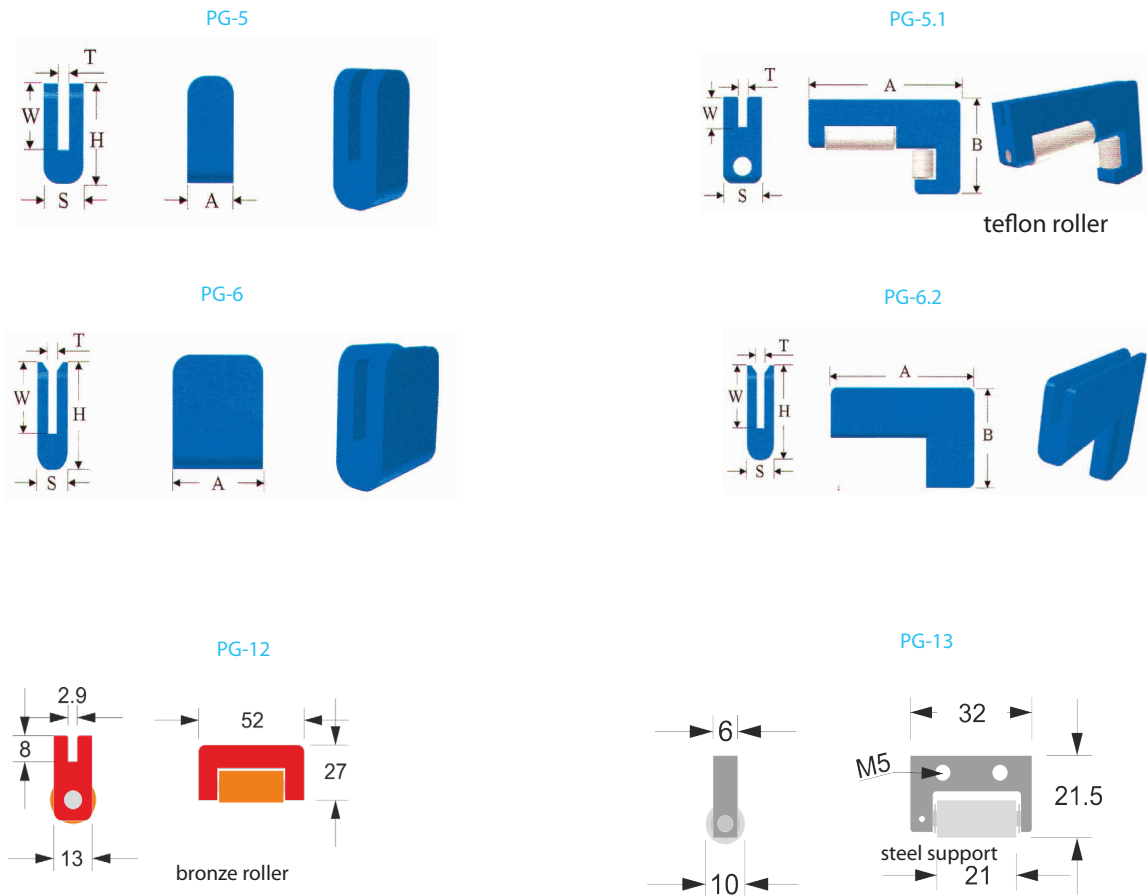 PG-5
T
W
H
S
A
PG-5.1
T
W
S
A
B
teflon roller
PG-6
T
W
H
S
A
PG-6.2
T
W
H
S
A
B
PG-12
2.9
8
13
52
27
bronze roller
PG-13
6
10
32
M5
21.5
steel support
21